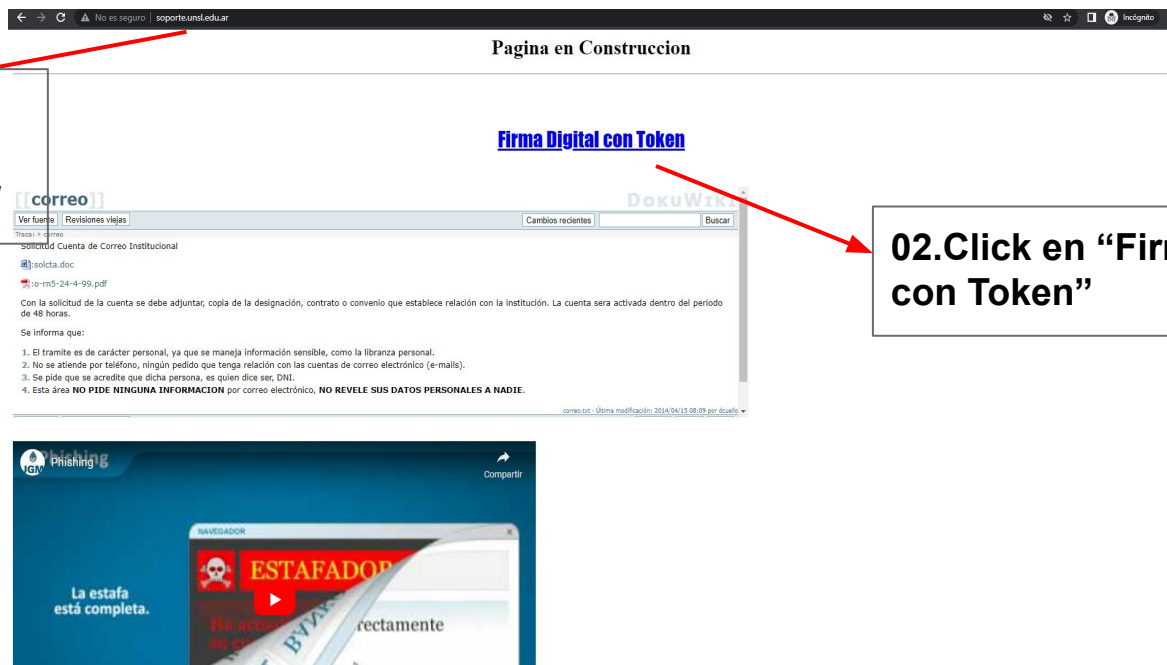 No es seguro | soporte.unsl.edu.ar
Incógnito
Pagina en Construccion
Firma Digital con Token
[[correo]]
DokuWiki
Ver fuente
Revisiones viejas
Cambios recientes
Buscar
Traza: » correo
Solicitud Cuenta de Correo Institucional
:solcta.doc
:o-rn5-24-4-99.pdf
Con la solicitud de la cuenta se debe adjuntar, copia de la designación, contrato o convenio que establece relación con la institución. La cuenta sera activada dentro del periodo
de 48 horas.
Se informa que:
1. El tramite es de carácter personal, ya que se maneja información sensible, como la libranza personal.
2. No se atiende por teléfono, ningún pedido que tenga relación con las cuentas de correo electrónico (e-mails).
3. Se pide que se acredite que dicha persona, es quien dice ser, DNI.
4. Esta área NO PIDE NINGUNA INFORMACION por correo electrónico, NO REVELE SUS DATOS PERSONALES A NADIE.
correo.txt · Última modificación: 2014/04/15 08:09 por dcuello
02.Click en “Fir
con Token”
JGM
Phishing
Compartir
NAVEGADOR
x
ESTAFADOR
La estafa
está completa.
rectamente